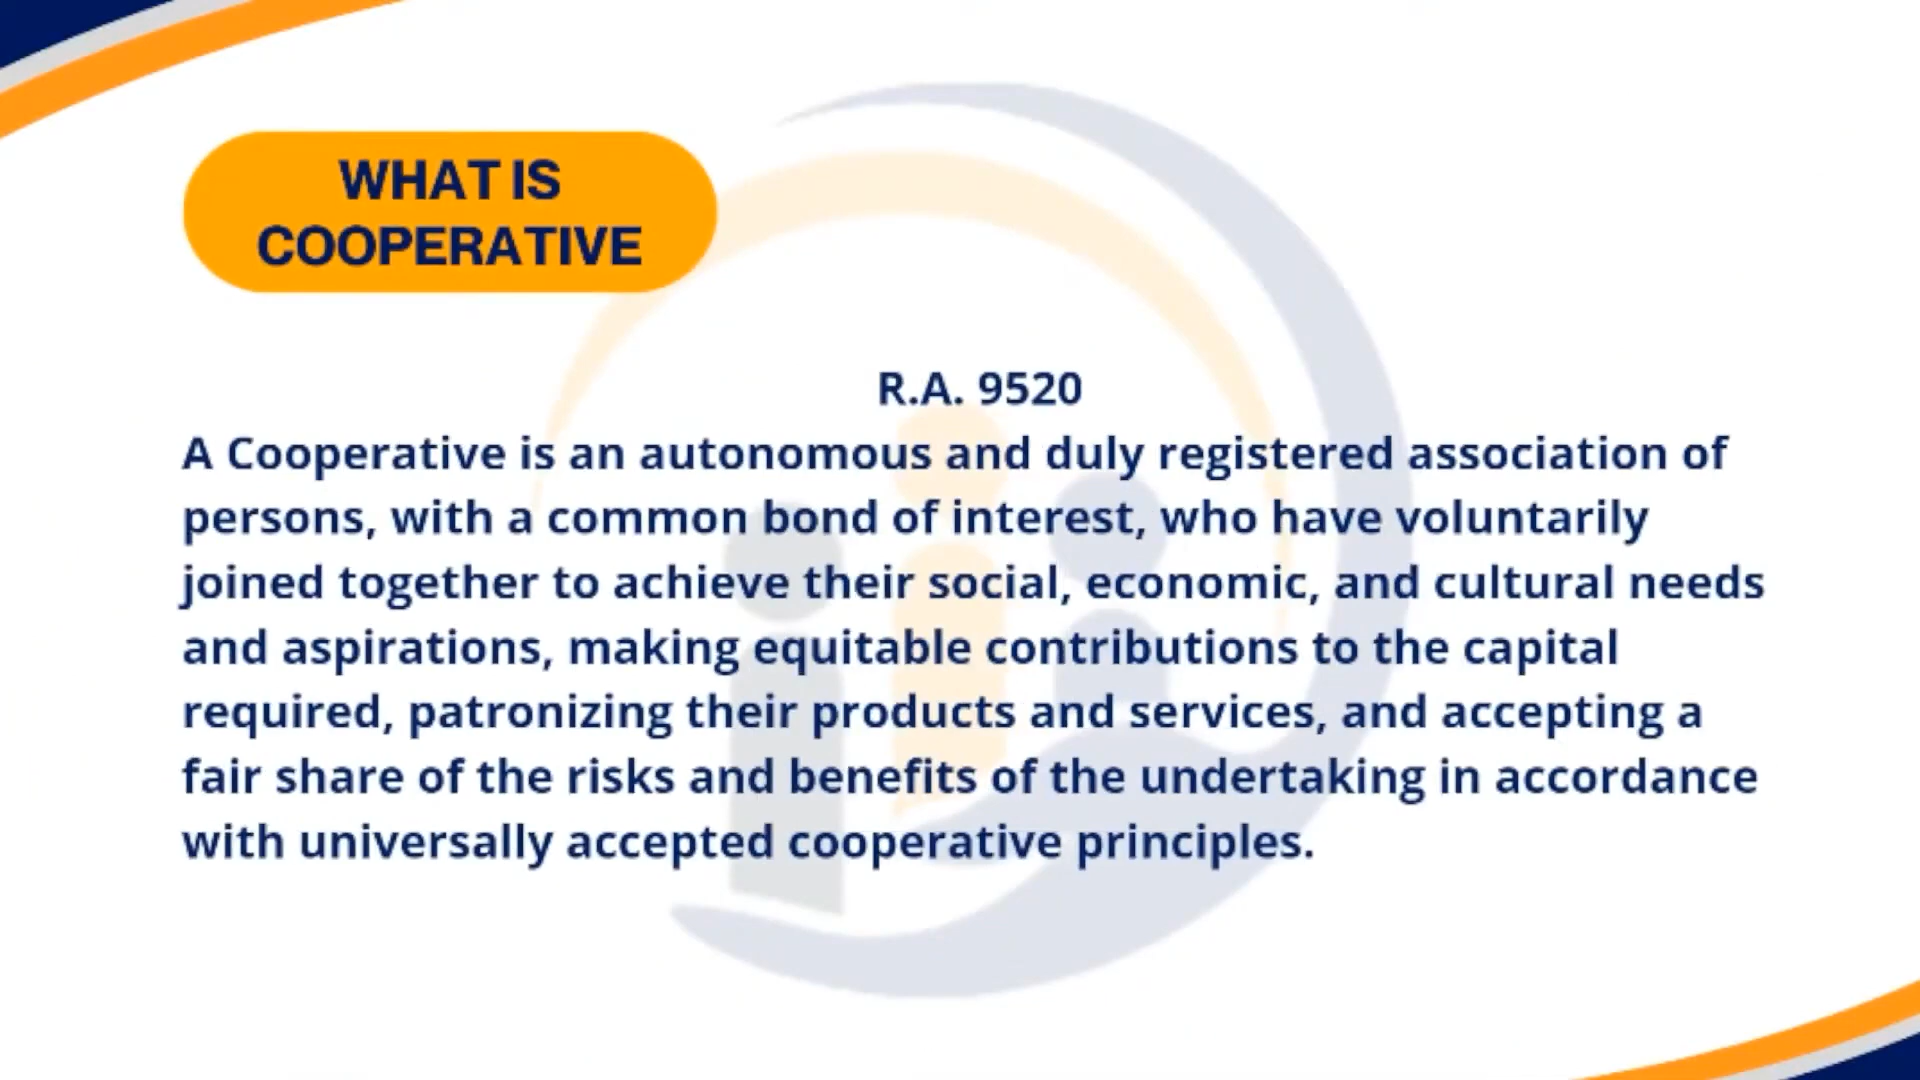 WHAT IS
COOPERATIVE
R.A. 9520
A Cooperative is an autonomous and duly registered association of
persons, with a common bond of interest, who have voluntarily
joined together to achieve their social, economic, and cultural needs
and aspirations, making equitable contributions to the capital
required, patronizing their products and services, and accepting a
fair share of the risks and benefits of the undertaking in accordance
with universally accepted cooperative principles.